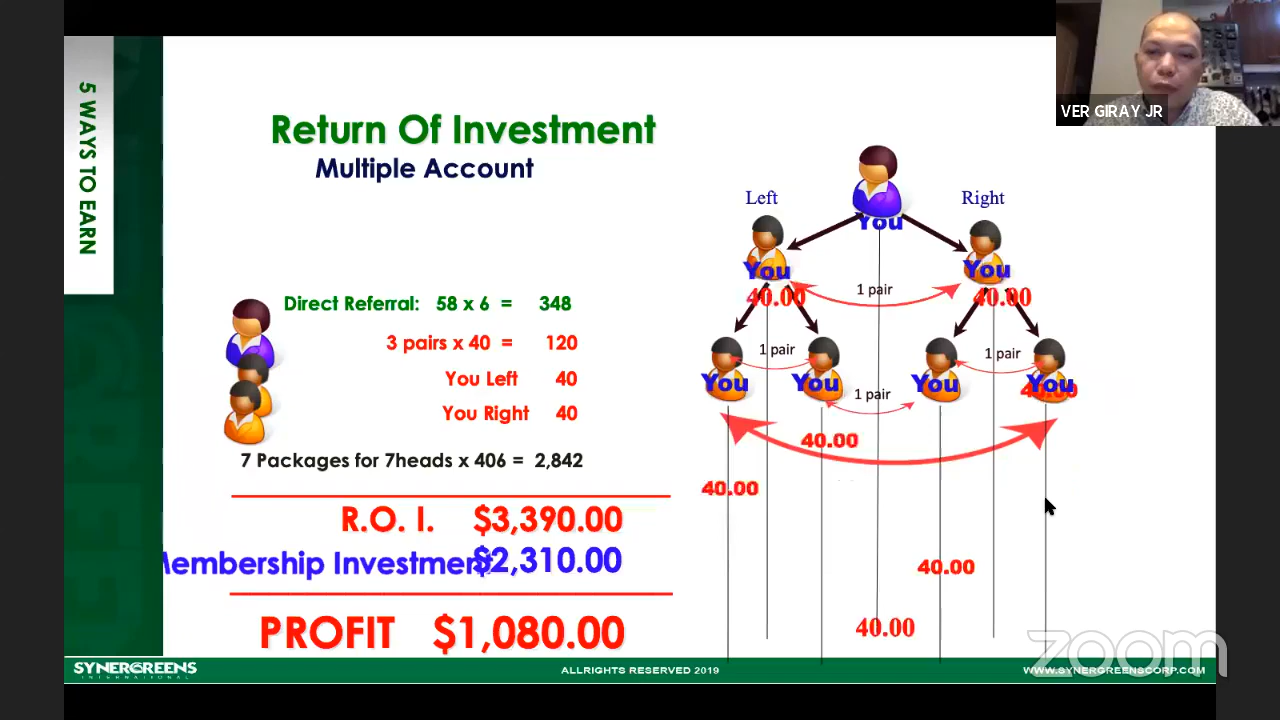 5 WAYS TO EARN
VER GIRAY JR
Return Of Investment
Multiple Account
Left
Right
You
You
You
40.00
1 pair
40.00
Direct Referral: 58 x 6 = 348
3 pairs x 40 = 120
You Left 40
You Right 40
7 Packages for 7heads x 406 = 2,842
1 pair
1 pair
You
You
You
You
40.00
1 pair
40.00
40.00
R.O. I. $3,390.00
Membership Investment $2,310.00
40.00
PROFIT $1,080.00
40.00
zoom
SYNERGREENS
INTERNATIONAL
ALLRIGHTS RESERVED 2019
WWW.SYNERGREENSCORP.COM